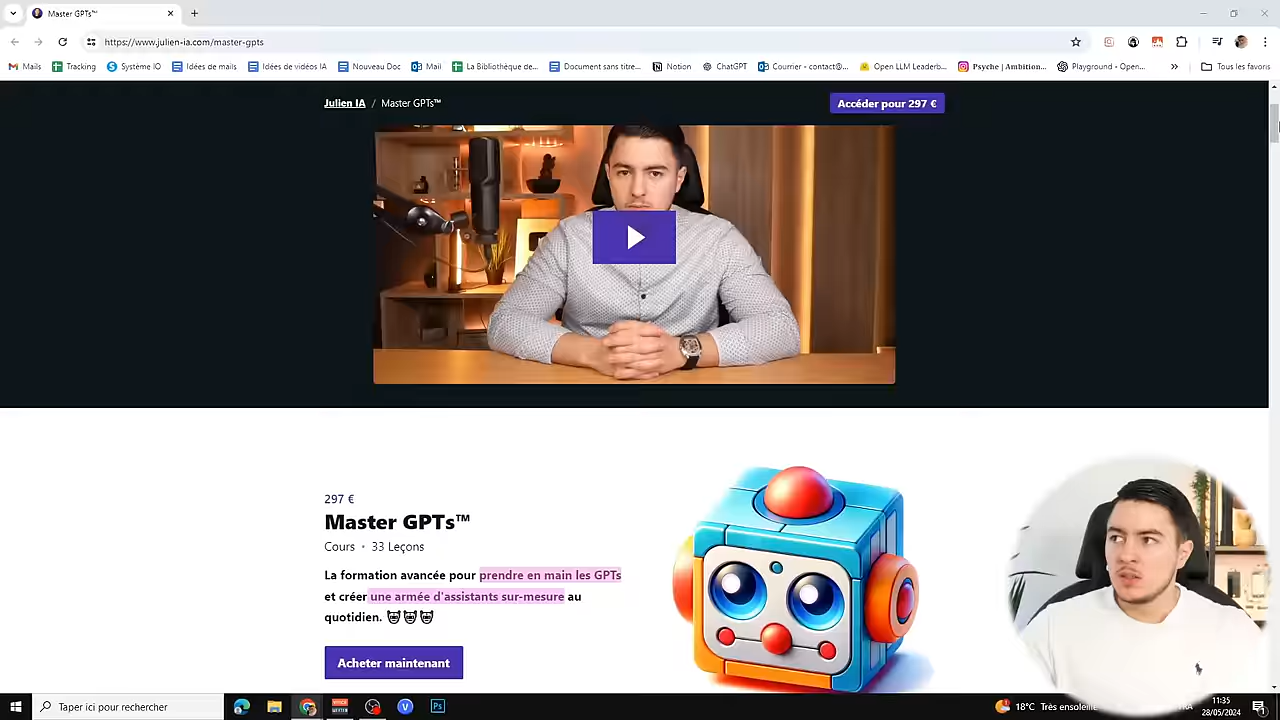 Master GPTs™
https://www.julien-ia.com/master-gpts
Mails
Tracking
Système IO
Idées de mails
Idées de vidéos IA
Nouveau Doc
Mail
La Bibliothèque de...
Document sans titre...
Notion
ChatGPT
Courrier - contact@...
Open LLM Leaderb...
Psyche | Ambition...
Playground - Open...
Tous les favoris
Julien IA / Master GPTs™
Accéder pour 297 €
297 €
Master GPTs™
Cours • 33 Leçons
La formation avancée pour prendre en main les GPTs
et créer une armée d'assistants sur-mesure au
quotidien.
Acheter maintenant
Taper ici pour rechercher
18°C Très ensoleillé
11:35
28/05/2024